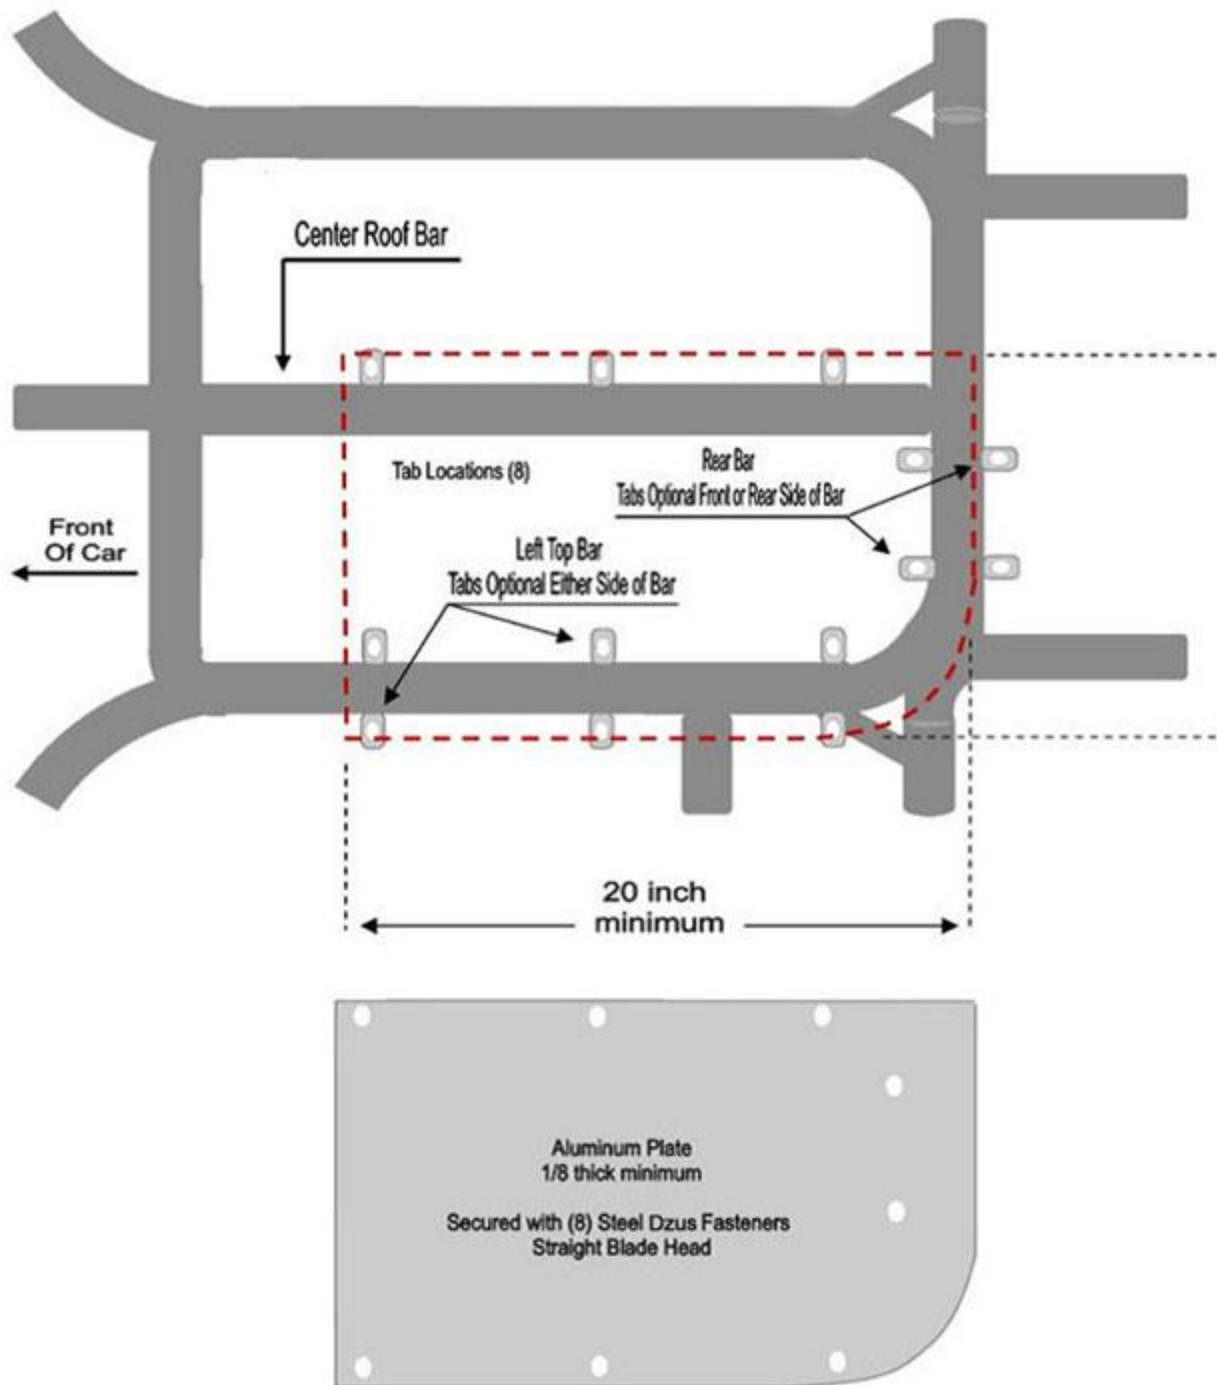 Center Roof Bar
Tab Locations (8)
Rear Bar
Tabs Optional Front or Rear Side of Bar
Front
Of Car
Left Top Bar
Tabs Optional Either Side of Bar
20 inch
minimum
Aluminum Plate
1/8 thick minimum
Secured with (8) Steel Dzus Fasteners
Straight Blade Head